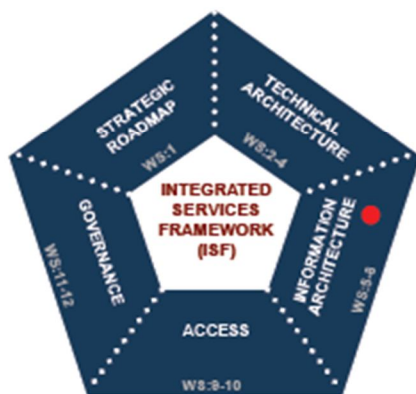 STRATEGIC
ROADMAP
WS:1
TECHNICAL
ARCHITECTURE
WS:2-4
INTEGRATED
SERVICES
FRAMEWORK
(ISF)
INFORMATION
ARCHITECTURE
WS:5-8
GOVERNANCE
WS:11-12
ACCESS
WS:9-10